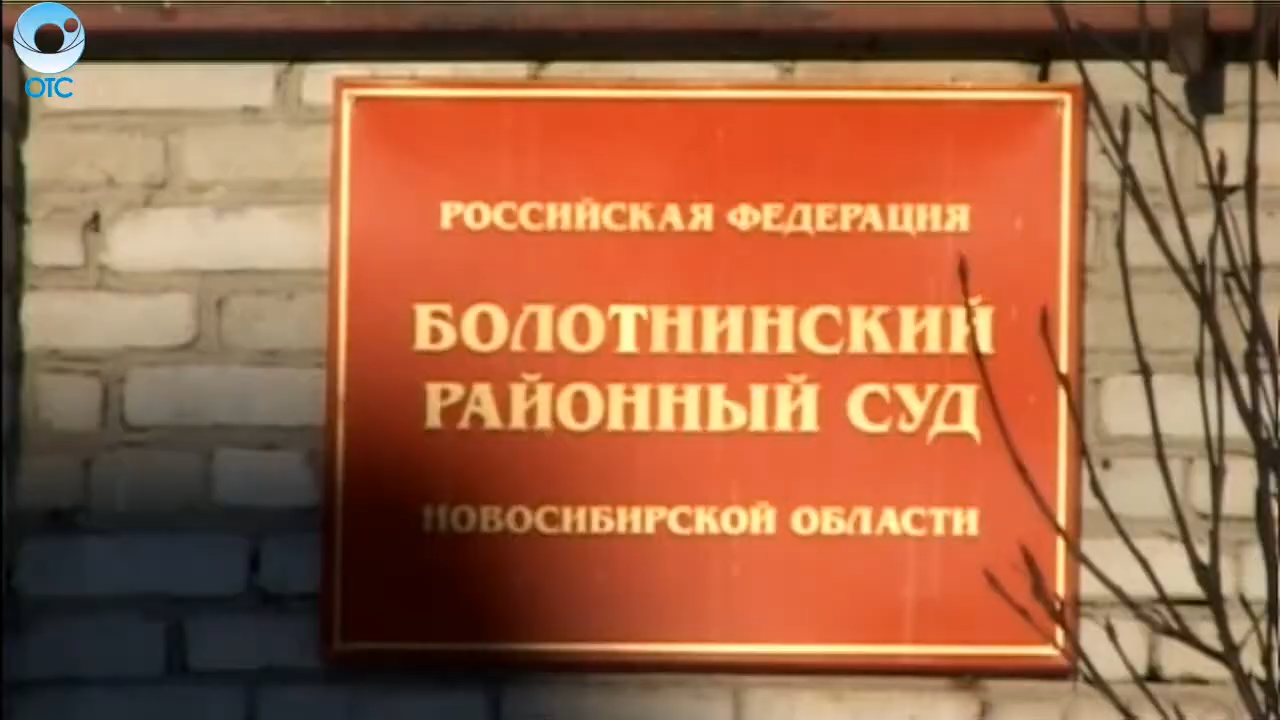 ОТС
РОССИЙСКАЯ ФЕДЕРАЦИЯ
БОЛОТНИНСКИЙ
РАЙОННЫЙ СУД
НОВОСИБИРСКОЙ ОБЛАСТИ